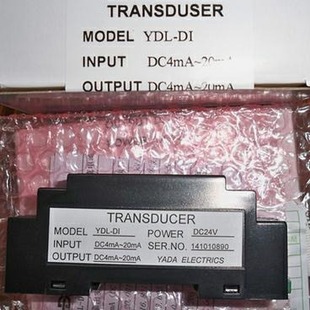 TRANSDUSER
MODEL YDL-DI
INPUT DC4mA~20mA
OUTPUT DC4mA~20mA
TRANSDUCER
MODEL YDL-DI POWER DC24V
INPUT DC4mA~20mA SER.NO. 141010890
OUTPUT DC4mA~20mA YADA ELECTRICS